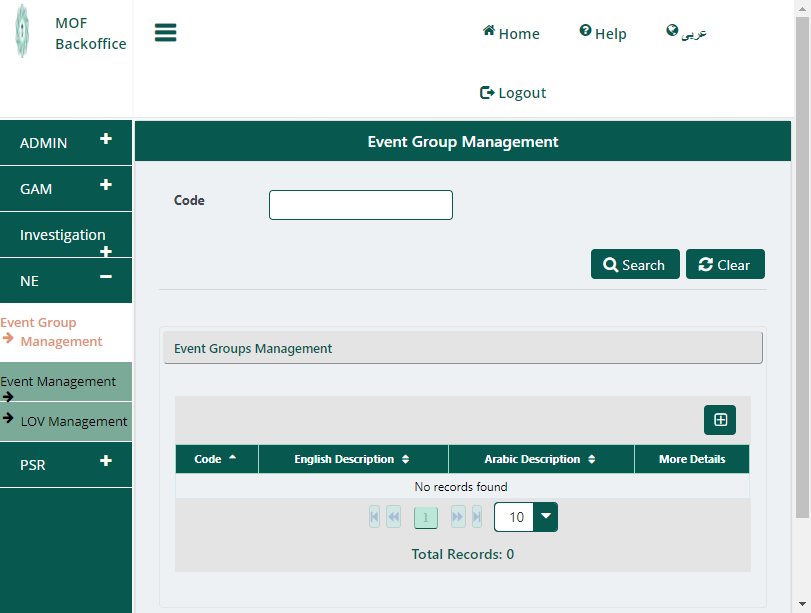 MOF
Backoffice
Home
Help
عربي
Logout
ADMIN
GAM
Investigation
NE
Event Group
Management
Event Management
LOV Management
PSR
Event Group Management
Code
Search
Clear
Event Groups Management
Code English Description Arabic Description More Details
No records found
1 10
Total Records: 0